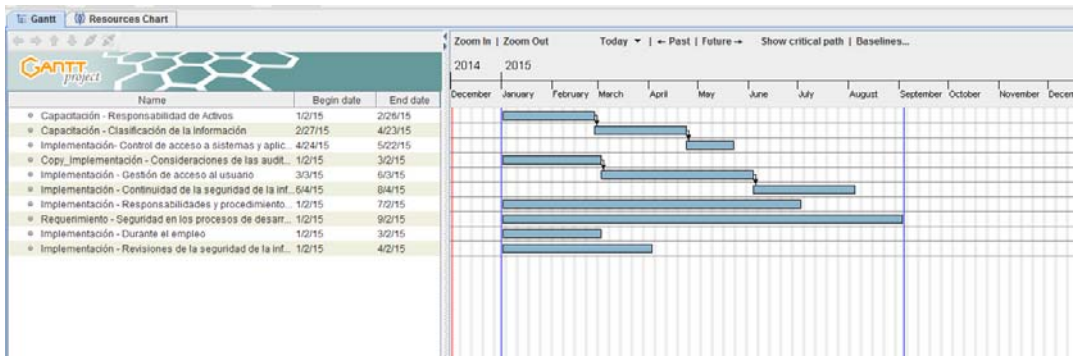 Gantt Resources Chart
GANTT project
Zoom In | Zoom Out Today ▾ | ← Past | Future → Show critical path | Baselines...
2014 2015
Name Begin date End date
December January February March April May June July August September October November Decem
Capacitación - Responsabilidad de Activos 1/2/15 2/26/15
Capacitación - Clasificación de la información 2/27/15 4/23/15
Implementación- Control de acceso a sistemas y aplic... 4/24/15 5/22/15
Copy_Implementación - Consideraciones de las audit... 1/2/15 3/2/15
Implementación - Gestión de acceso al usuario 3/3/15 6/3/15
Implementación - Continuidad de la seguridad de la inf... 6/4/15 8/4/15
Implementación - Responsabilidades y procedimiento... 1/2/15 7/2/15
Requerimiento - Seguridad en los procesos de desarr... 1/2/15 9/2/15
Implementación - Durante el empleo 1/2/15 3/2/15
Implementación - Revisiones de la seguridad de la inf... 1/2/15 4/2/15